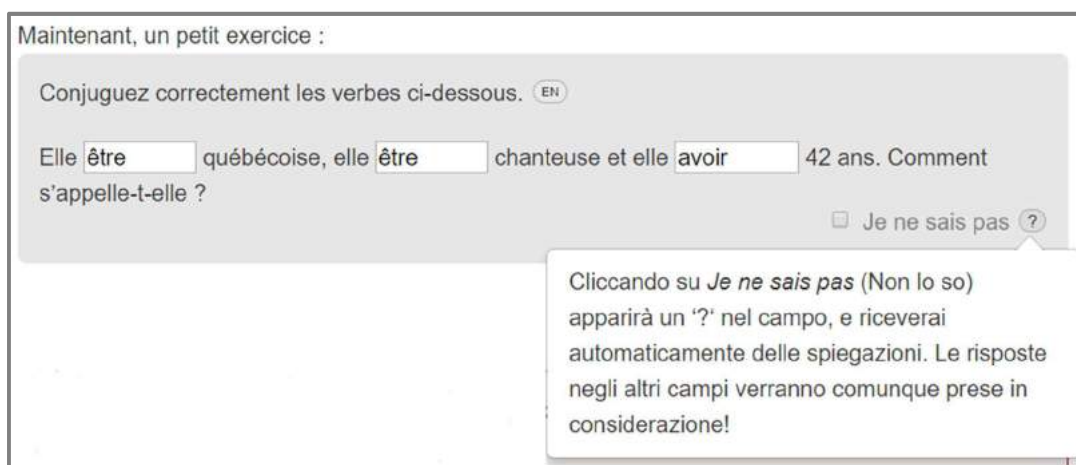 Maintenant, un petit exercice :
Conjuguez correctement les verbes ci-dessous. EN
Elle être québécoise, elle être chanteuse et elle avoir 42 ans. Comment
s'appelle-t-elle ?
Je ne sais pas ?
Cliccando su Je ne sais pas (Non lo so)
apparirà un ‘?‘ nel campo, e riceverai
automaticamente delle spiegazioni. Le risposte
negli altri campi verranno comunque prese in
considerazione!